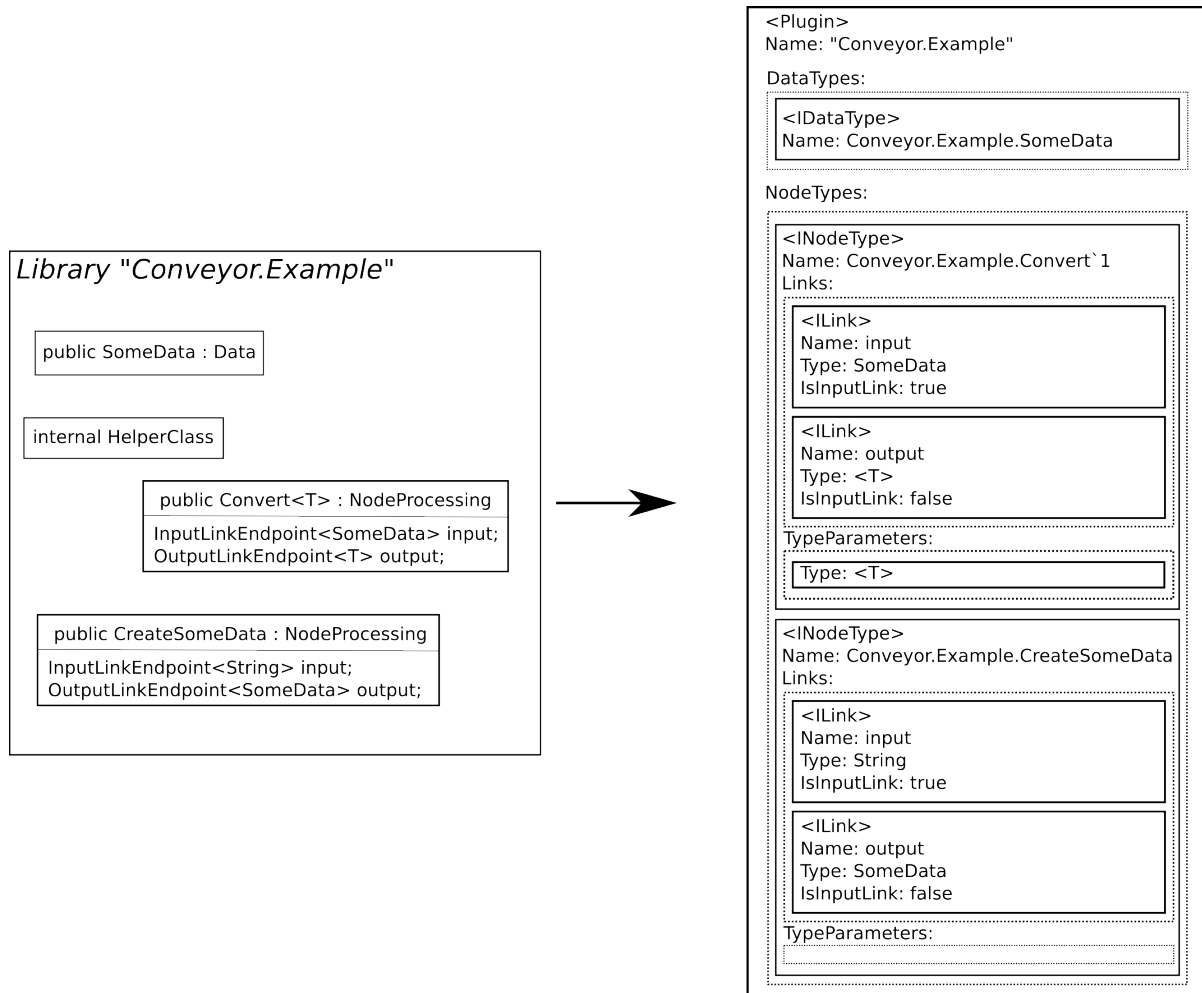 Library "Conveyor.Example"
public SomeData : Data
internal HelperClass
public Convert<T> : NodeProcessing
InputLinkEndpoint<SomeData> input;
OutputLinkEndpoint<T> output;
public CreateSomeData : NodeProcessing
InputLinkEndpoint<String> input;
OutputLinkEndpoint<SomeData> output;
<Plugin>
Name: "Conveyor.Example"
DataTypes:
<IDataType>
Name: Conveyor.Example.SomeData
NodeTypes:
<INodeType>
Name: Conveyor.Example.Convert`1
Links:
<ILink>
Name: input
Type: SomeData
IsInputLink: true
<ILink>
Name: output
Type: <T>
IsInputLink: false
TypeParameters:
Type: <T>
<INodeType>
Name: Conveyor.Example.CreateSomeData
Links:
<ILink>
Name: input
Type: String
IsInputLink: true
<ILink>
Name: output
Type: SomeData
IsInputLink: false
TypeParameters: